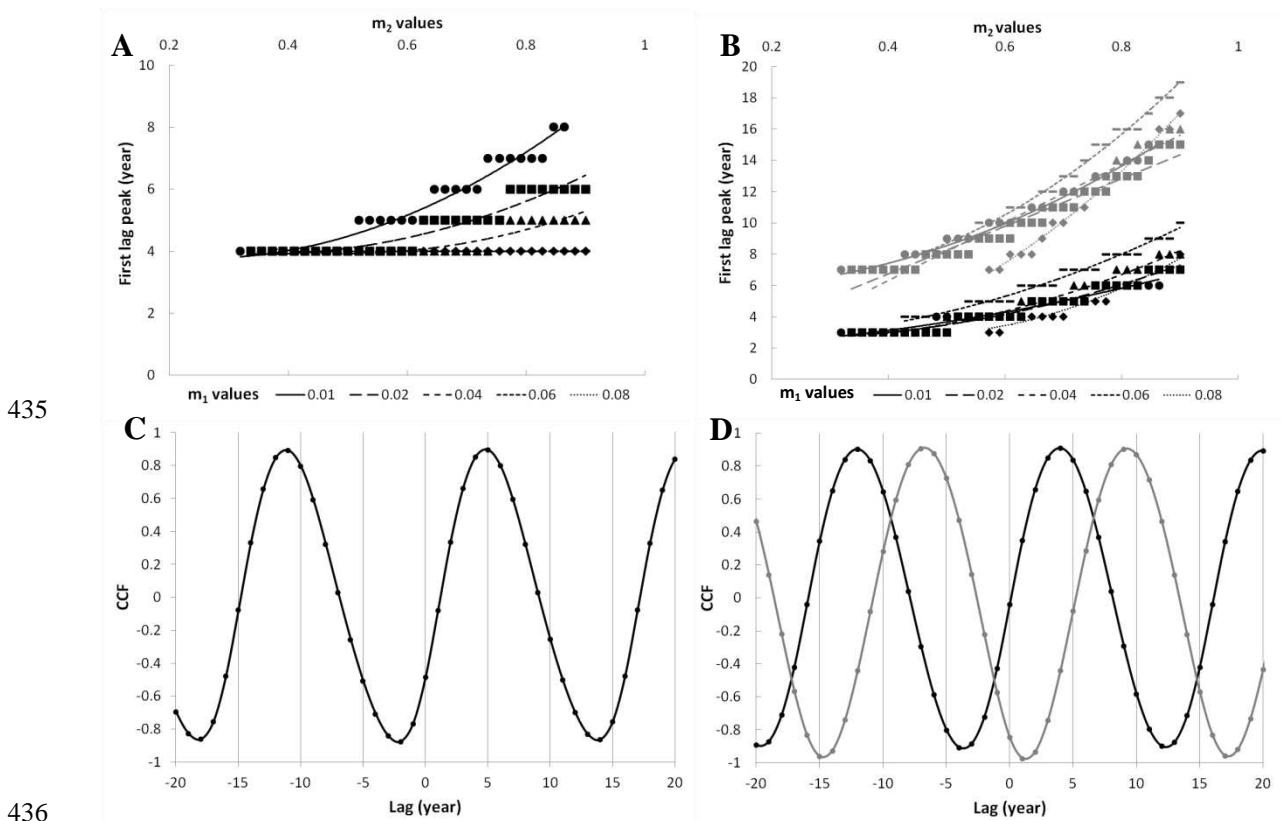 A
m2 values
0.2 0.4 0.6 0.8 1
10
8
6
4
2
0
First lag peak (year)
m1 values 0.01 0.02 0.04 0.06 0.08
B
m2 values
0.2 0.4 0.6 0.8 1
20
18
16
14
12
10
8
6
4
2
0
First lag peak (year)
m1 values 0.01 0.02 0.04 0.06 0.08
435
C
1
0.8
0.6
0.4
0.2
0
-0.2
-0.4
-0.6
-0.8
-1
CCF
-20 -15 -10 -5 0 5 10 15 20
Lag (year)
D
1
0.8
0.6
0.4
0.2
0
-0.2
-0.4
-0.6
-0.8
-1
CCF
-20 -15 -10 -5 0 5 10 15 20
Lag (year)
436